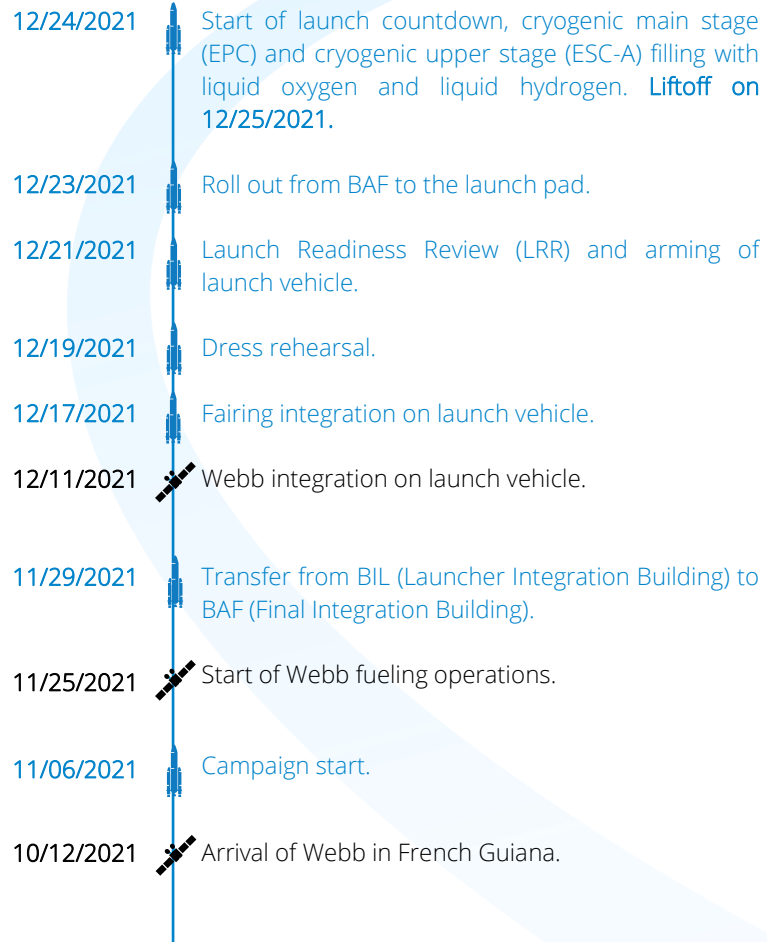 12/24/2021 Start of launch countdown, cryogenic main stage
(EPC) and cryogenic upper stage (ESC-A) filling with
liquid oxygen and liquid hydrogen. Liftoff on
12/25/2021.
12/23/2021 Roll out from BAF to the launch pad.
12/21/2021 Launch Readiness Review (LRR) and arming of
launch vehicle.
12/19/2021 Dress rehearsal.
12/17/2021 Fairing integration on launch vehicle.
12/11/2021 Webb integration on launch vehicle.
11/29/2021 Transfer from BIL (Launcher Integration Building) to
BAF (Final Integration Building).
11/25/2021 Start of Webb fueling operations.
11/06/2021 Campaign start.
10/12/2021 Arrival of Webb in French Guiana.